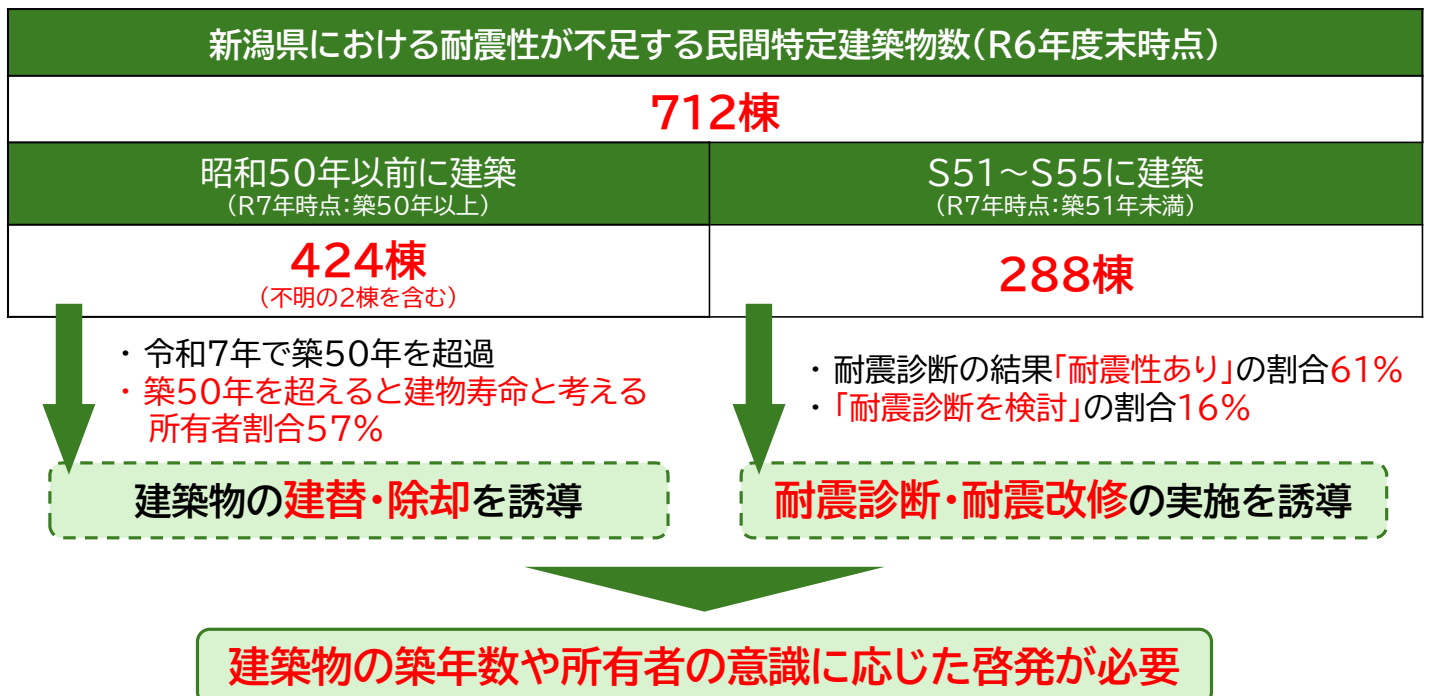 新潟県における耐震性が不足する民間特定建築物数(R6年度末時点)
712棟
昭和50年以前に建築
(R7年時点:築50年以上)
S51～S55に建築
(R7年時点:築51年未満)
424棟
(不明の2棟を含む)
288棟
・令和7年で築50年を超過
・築50年を超えると建物寿命と考える
所有者割合57%
・耐震診断の結果「耐震性あり」の割合61%
・「耐震診断を検討」の割合16%
建築物の建替・除却を誘導
耐震診断・耐震改修の実施を誘導
建築物の築年数や所有者の意識に応じた啓発が必要